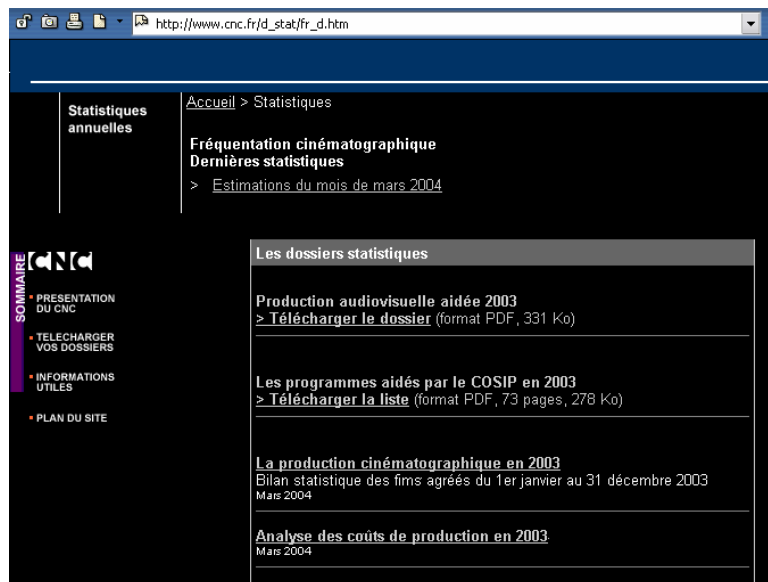 http://www.cnc.fr/d_stat/fr_d.htm
Statistiques
annuelles
Accueil > Statistiques
Fréquentation cinématographique
Dernières statistiques
> Estimations du mois de mars 2004
SOMMAIRE
CNC
PRESENTATION
DU CNC
TELECHARGER
VOS DOSSIERS
INFORMATIONS
UTILES
PLAN DU SITE
Les dossiers statistiques
Production audiovisuelle aidée 2003
> Télécharger le dossier (format PDF, 331 Ko)
Les programmes aidés par le COSIP en 2003
> Télécharger la liste (format PDF, 73 pages, 278 Ko)
La production cinématographique en 2003
Bilan statistique des fims agréés du 1er janvier au 31 décembre 2003
Mars 2004
Analyse des coûts de production en 2003
Mars 2004